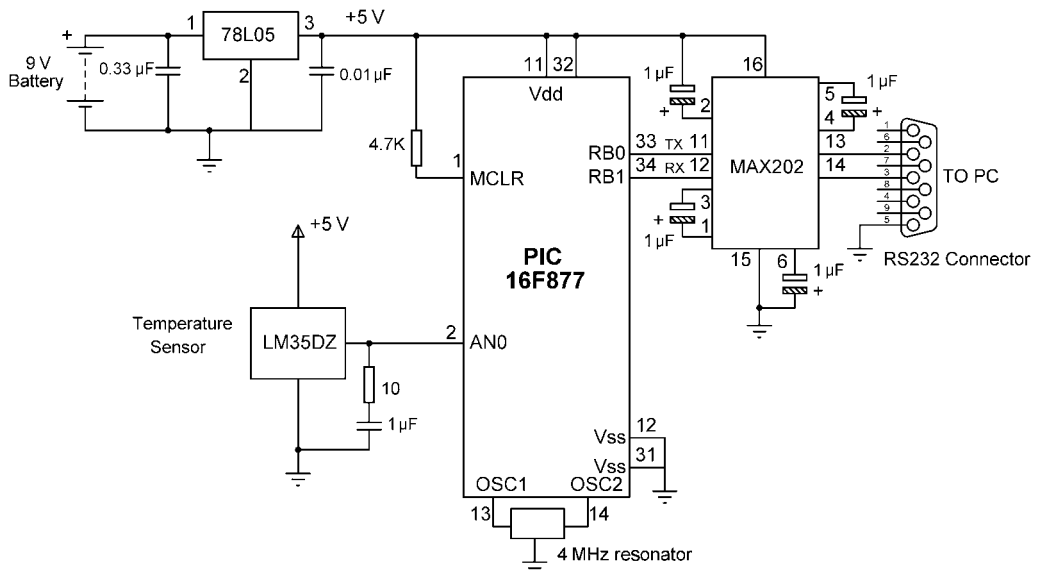 +5 V
1
78L05
3
+
9 V
Battery
0.33 µF
2
0.01 µF
4.7K
11
32
Vdd
1
MCLR
RB0
33
TX
11
RB1
34
RX
12
PIC
16F877
1 µF
+
2
16
5
1 µF
4
+
13
14
MAX202
3
+
1 µF
1
15
6
1 µF
+
1
6
2
7
3
8
4
9
5
TO PC
RS232 Connector
+5 V
Temperature
Sensor
LM35DZ
2
AN0
10
1 µF
Vss
12
Vss
31
OSC1
OSC2
13
14
4 MHz resonator